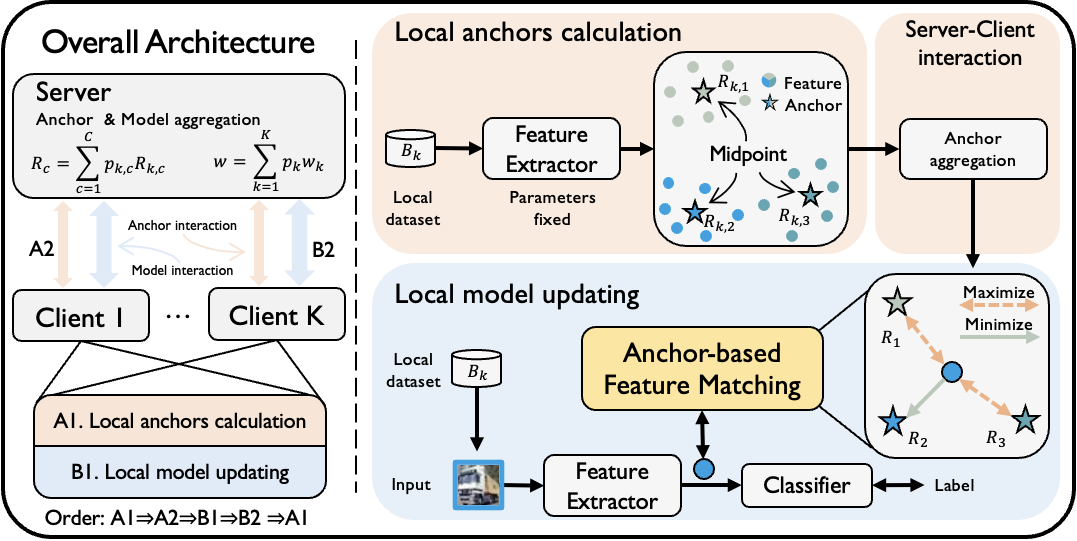 Overall Architecture
Server
Anchor & Model aggregation
R_c = \sum_{c=1}^{C} p_{k,c} R_{k,c}
w = \sum_{k=1}^{K} p_k w_k
A2
Anchor interaction
Model interaction
B2
Client 1
...
Client K
A1. Local anchors calculation
B1. Local model updating
Order: A1⇒A2⇒B1⇒B2 ⇒A1
Local anchors calculation
B_k
Local
dataset
Feature
Extractor
Parameters
fixed
R_{k,1}
Feature
Anchor
Midpoint
R_{k,2}
R_{k,3}
Server-Client
interaction
Anchor
aggregation
Local model updating
Local
dataset
B_k
Anchor-based
Feature Matching
Maximize
Minimize
R_1
R_2
R_3
Input
Feature
Extractor
Classifier
Label